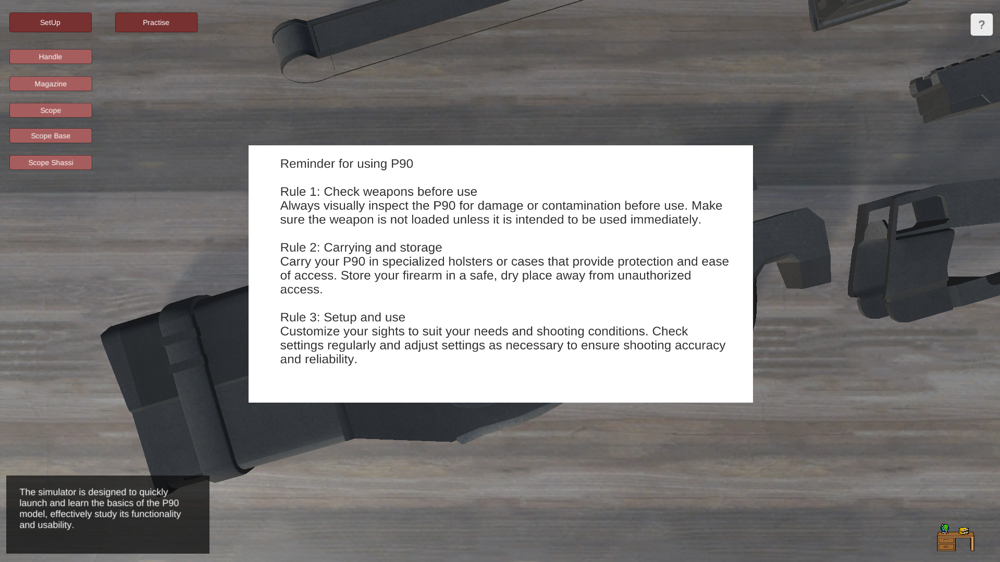 SetUp
Practise
?
Handle
Magazine
Scope
Scope Base
Scope Shassi
Reminder for using P90
Rule 1: Check weapons before use
Always visually inspect the P90 for damage or contamination before use. Make
sure the weapon is not loaded unless it is intended to be used immediately.
Rule 2: Carrying and storage
Carry your P90 in specialized holsters or cases that provide protection and ease
of access. Store your firearm in a safe, dry place away from unauthorized
access.
Rule 3: Setup and use
Customize your sights to suit your needs and shooting conditions. Check
settings regularly and adjust settings as necessary to ensure shooting accuracy
and reliability.
The simulator is designed to quickly
launch and learn the basics of the P90
model, effectively study its functionality
and usability.